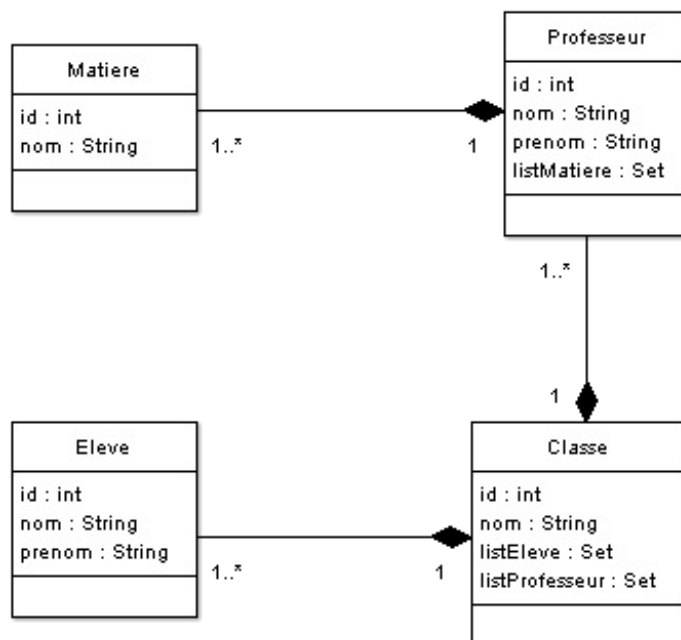 Professeur
id : int
nom : String
prenom : String
listMatiere : Set
Matiere
id : int
nom : String
1..*
1
1..*
1
Eleve
id : int
nom : String
prenom : String
Classe
id : int
nom : String
listEleve : Set
listProfesseur : Set
1..*
1